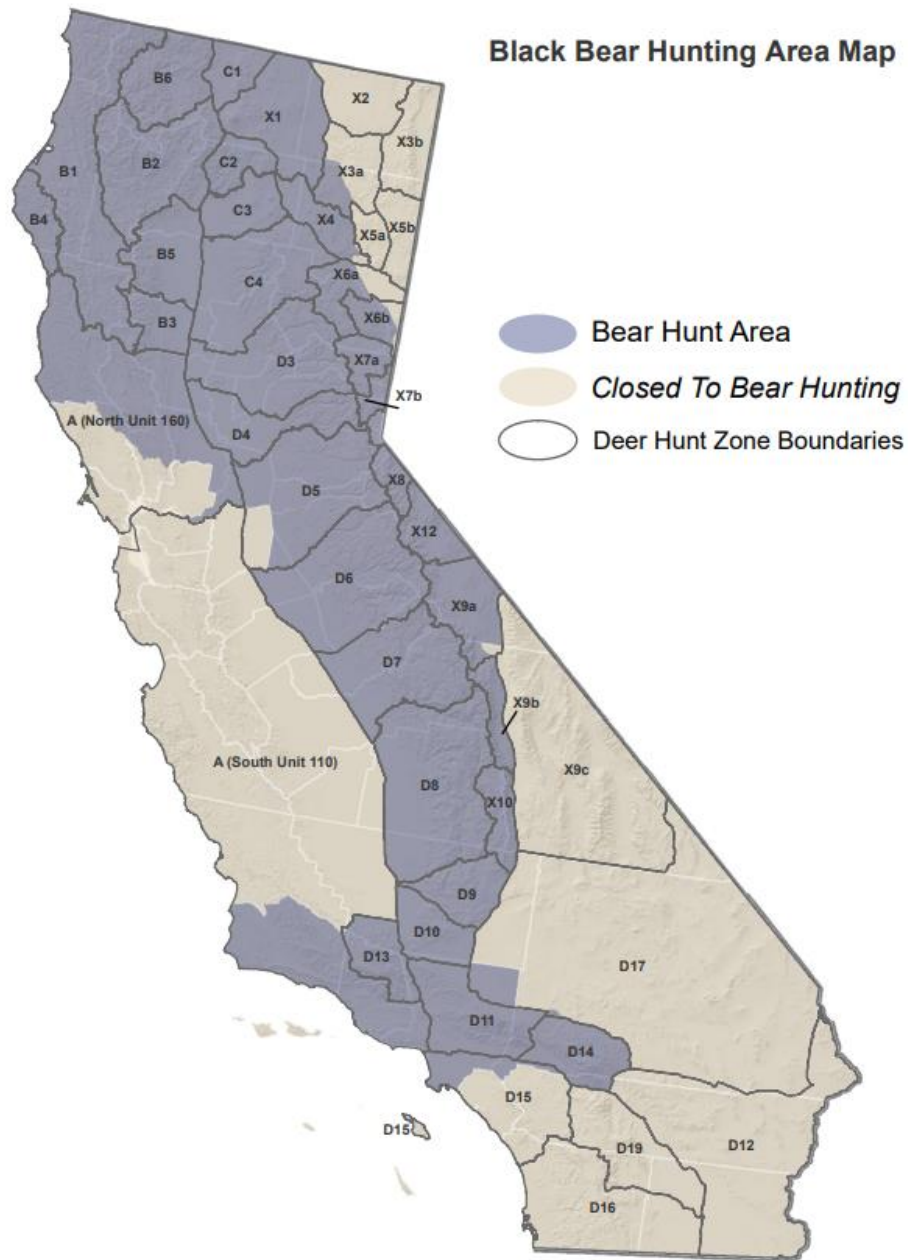 Black Bear Hunting Area Map
B6
C1
X1
X2
X3b
B1
B2
C2
X3a
B4
C3
X4
X5a
X5b
B5
C4
X6a
B3
X6b
D3
X7a
X7b
A (North Unit 160)
D4
D5
X8
X12
D6
X9a
D7
X9b
A (South Unit 110)
D8
X10
X9c
D9
D10
D13
D17
D11
D14
D15
D15
D19
D12
D16
Bear Hunt Area
Closed To Bear Hunting
Deer Hunt Zone Boundaries